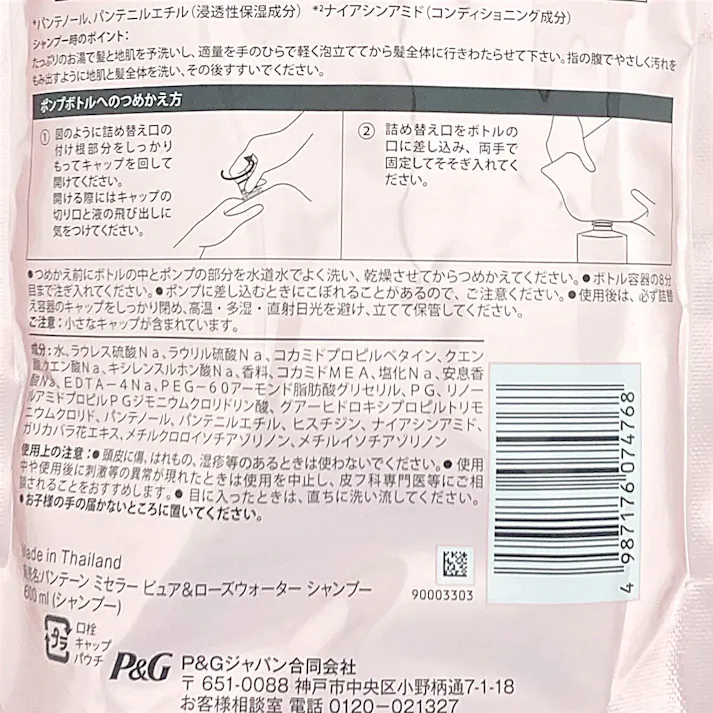 *¹パンテノール、パンテニルエチル（浸透性保湿成分） *²ナイアシンアミド（コンディショニング成分）
シャンプー時のポイント:
たっぷりのお湯で髪と地肌を予洗いし、適量を手のひらで軽く泡立ててから髪全体に行きわたらせて下さい。指の腹でやさしく汚れを
もみ出すように地肌と髪全体を洗い、その後すすいでください。
ポンプボトルへのつめかえ方
① 図のように詰め替え口の
付け根部分をしっかり
もってキャップを回して
開けてください。
開ける際にはキャップの
切り口と液の飛び出しに
気をつけてください。
② 詰め替え口をボトルの
口に差し込み、両手で
固定してそそぎ入れてく
ださい。
●つめかえ前にボトルの中とポンプの部分を水道水でよく洗い、乾燥させてからつめかえてください。●ボトル容器の8分
目まで注ぎ入れてください。●ポンプに差し込むときにこぼれることがあるので、ご注意ください。●使用後は、必ず詰替
え容器のキャップをしっかり閉め、高温・多湿・直射日光を避け、立てて保管してください。
ご注意:小さなキャップが含まれています。
成分:水、ラウレス硫酸Na、ラウリル硫酸Na、コカミドプロピルベタイン、クエン
酸、クエン酸Na、キシレンスルホン酸Na、香料、コカミドMEA、塩化Na、安息香
酸Na、EDTA-4Na、PEG-60アーモンド脂肪酸グリセリル、PG、リノー
ルアミドプロピルPGジモニウムクロリドリン酸、グアーヒドロキシプロピルトリモ
ニウムクロリド、パンテノール、パンテニルエチル、ヒスチジン、ナイアシンアミド、
ガリカバラ花エキス、メチルクロロイソチアゾリノン、メチルイソチアゾリノン
使用上の注意:●頭皮に傷、はれもの、湿疹等のあるときは使わないでください。●使用
中や使用後に刺激等の異常が現れたときは使用を中止し、皮フ科専門医等にご相
談されることをおすすめします。●目に入ったときは、直ちに洗い流してください。
●お子様の手の届かないところに置いてください。
4 987176 074768
Made in Thailand
販売名:パンテーン ミセラー ピュア&ローズウォーター シャンプー
600 ml (シャンプー)
90003303
プラ
口栓
キャップ
パウチ
P&G
P&Gジャパン合同会社
〒651-0088 神戸市中央区小野柄通7-1-18
お客様相談室 電話 0120-021327